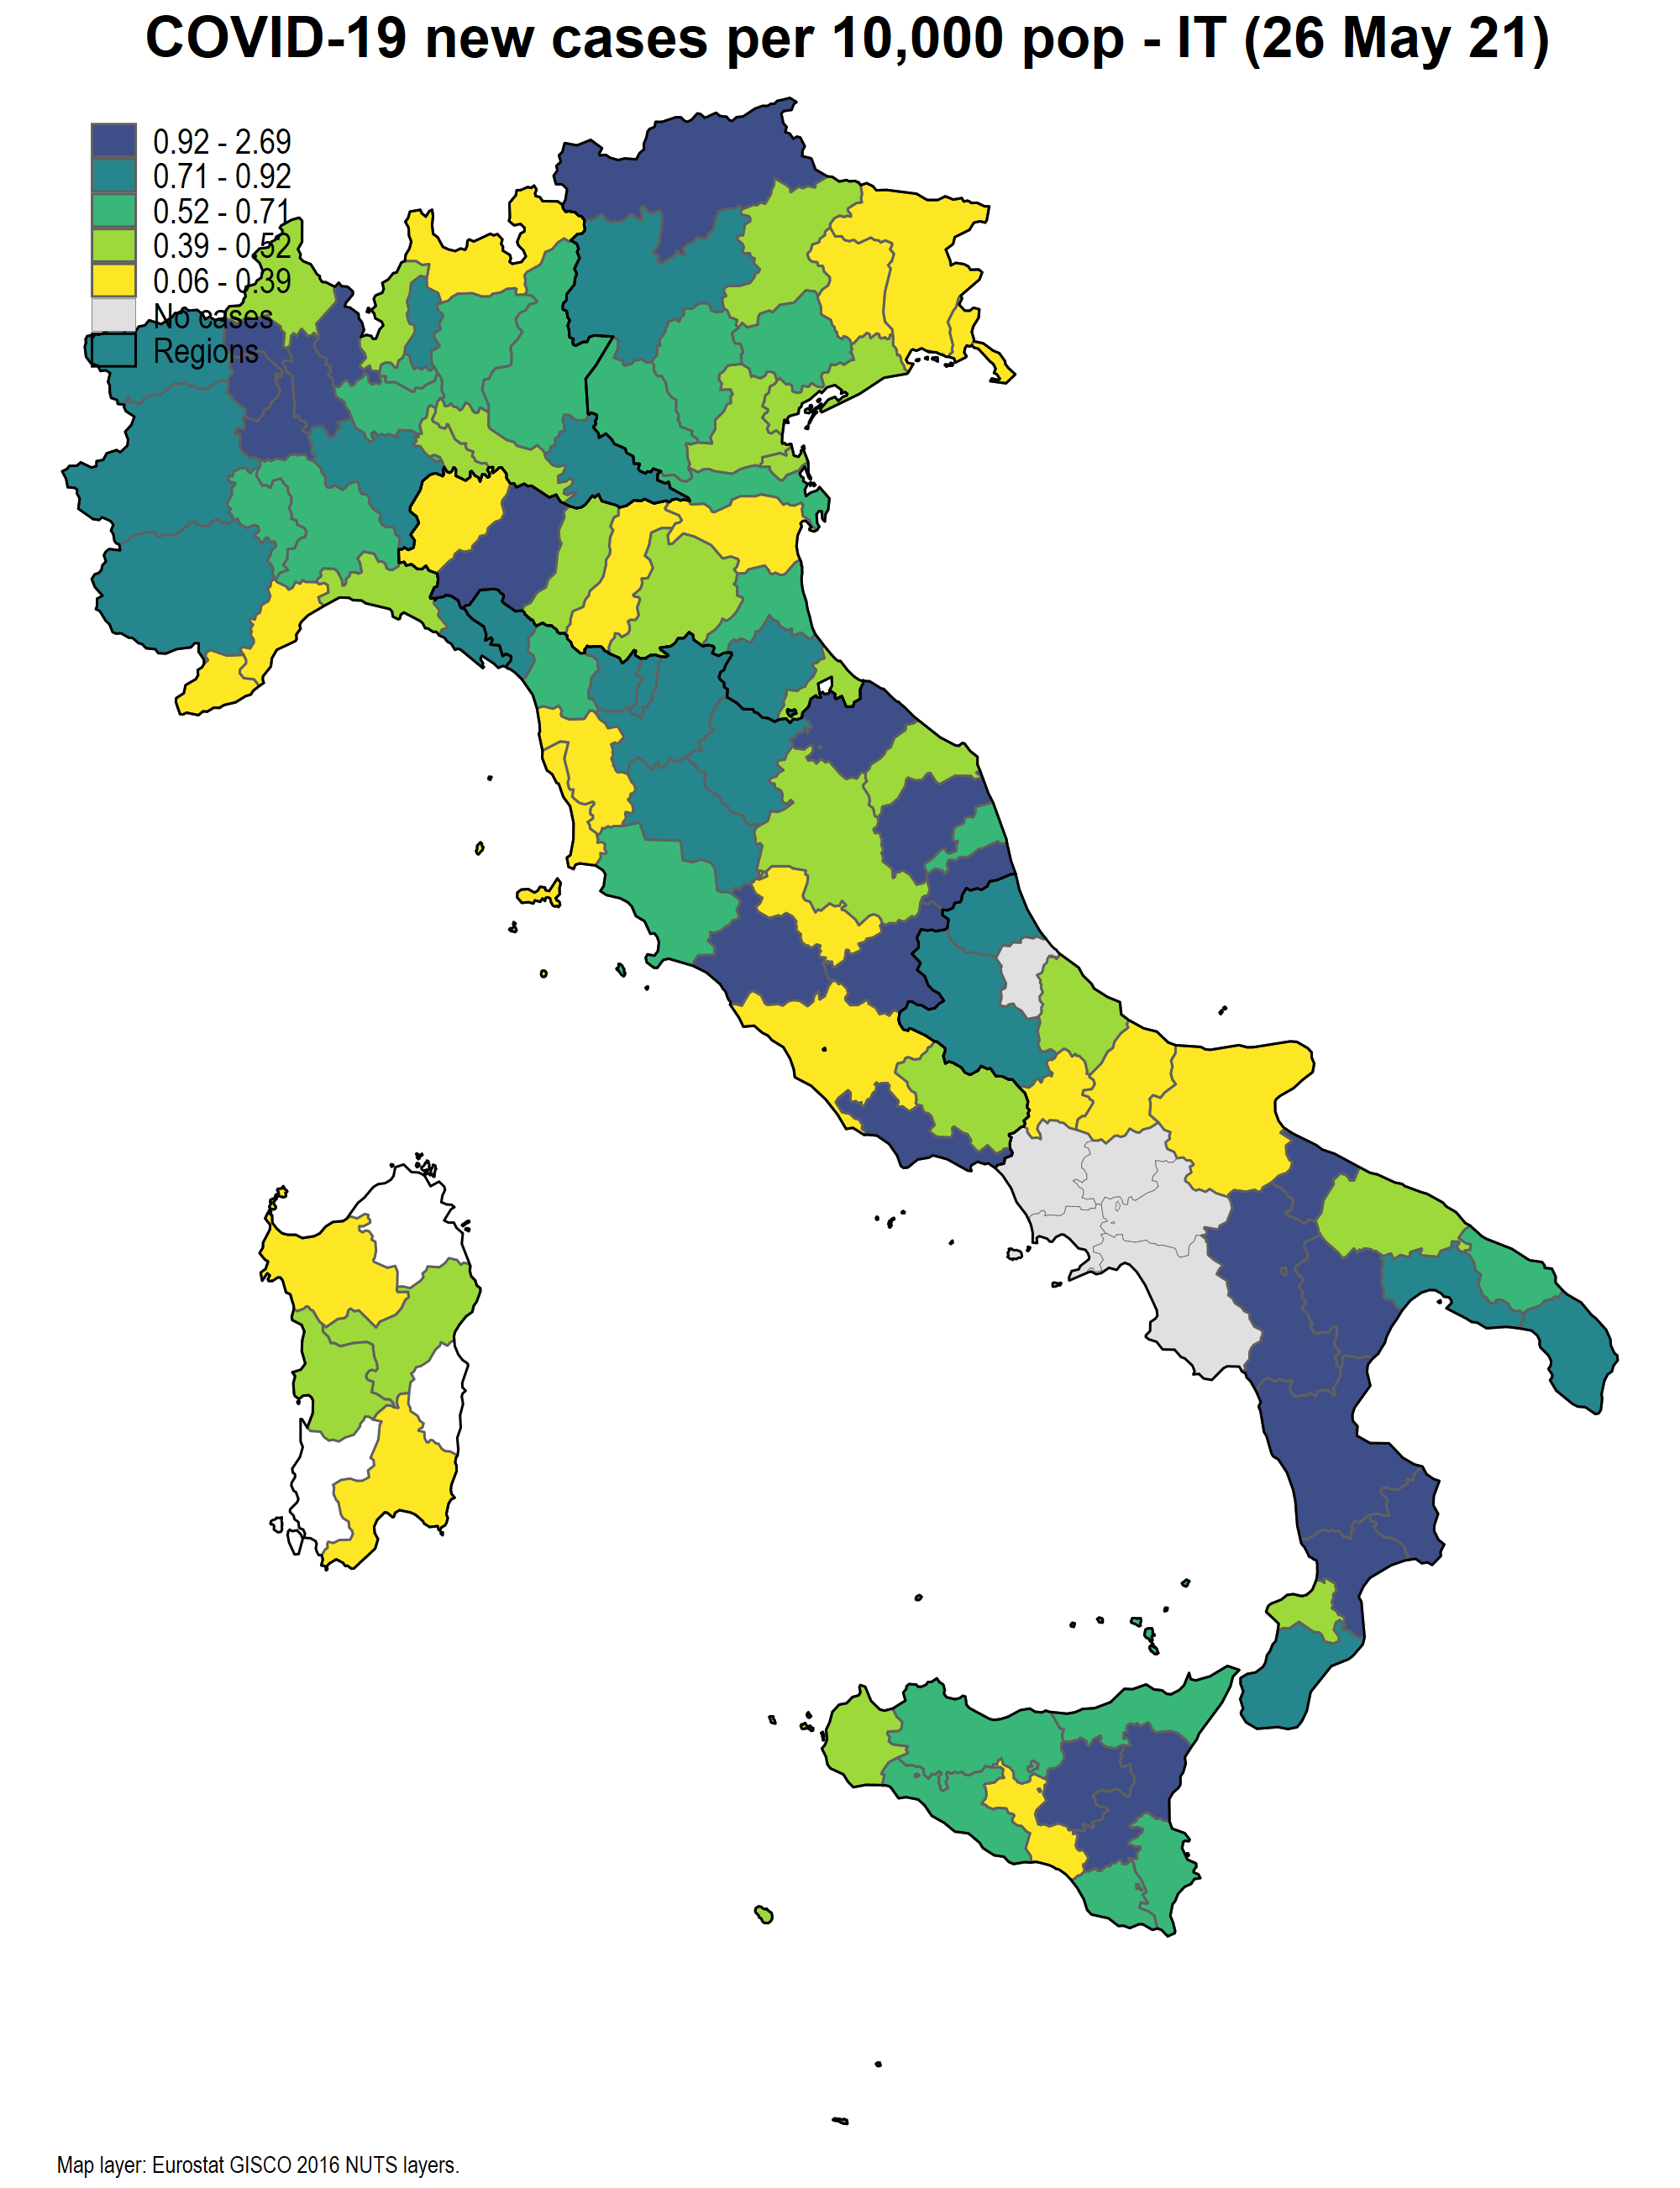 COVID-19 new cases per 10,000 pop - IT (26 May 21)
0.92 - 2.69
0.71 - 0.92
0.52 - 0.71
0.39 - 0.52
0.06 - 0.39
No cases
Regions
Map layer: Eurostat GISCO 2016 NUTS layers.